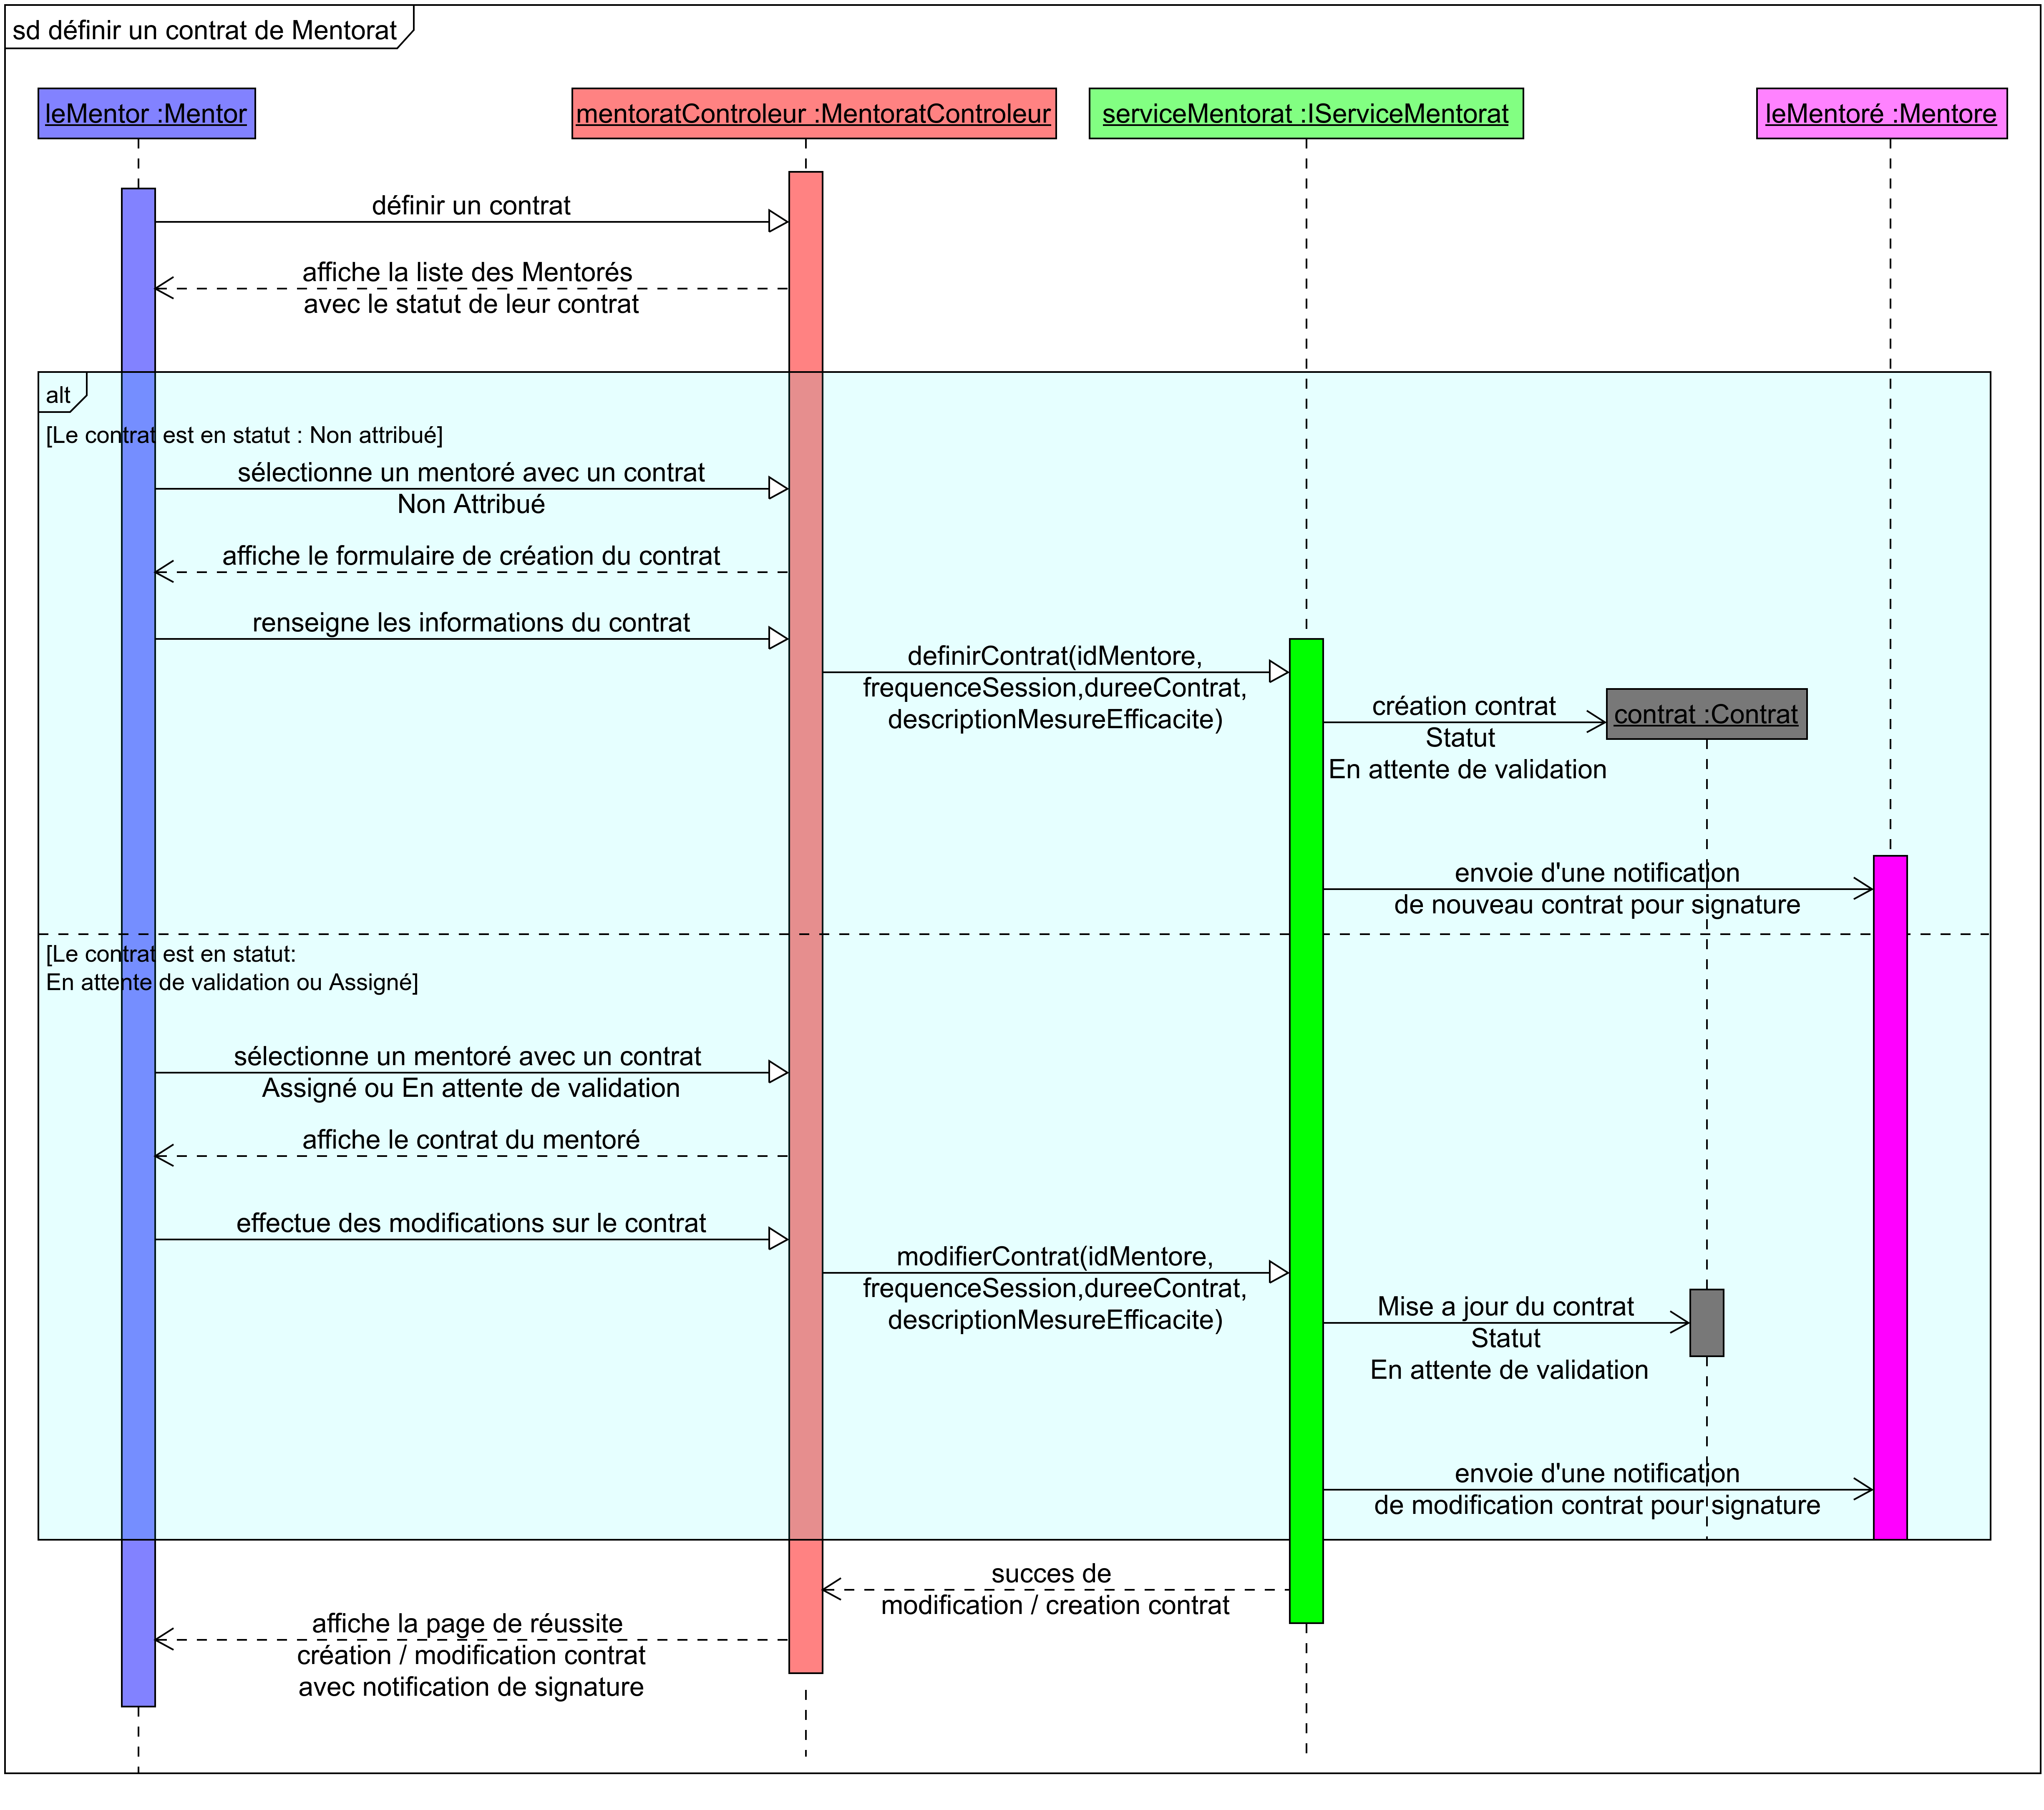 sd définir un contrat de Mentorat
leMentor :Mentor
mentoratControleur :MentoratControleur
serviceMentorat :IServiceMentorat
leMentoré :Mentore
définir un contrat
affiche la liste des Mentorés
avec le statut de leur contrat
alt
[Le contrat est en statut : Non attribué]
sélectionne un mentoré avec un contrat
Non Attribué
affiche le formulaire de création du contrat
renseigne les informations du contrat
definirContrat(idMentore,
frequenceSession,dureeContrat,
descriptionMesureEfficacite)
création contrat
Statut
En attente de validation
contrat :Contrat
envoie d'une notification
de nouveau contrat pour signature
[Le contrat est en statut:
En attente de validation ou Assigné]
sélectionne un mentoré avec un contrat
Assigné ou En attente de validation
affiche le contrat du mentoré
effectue des modifications sur le contrat
modifierContrat(idMentore,
frequenceSession,dureeContrat,
descriptionMesureEfficacite)
Mise a jour du contrat
Statut
En attente de validation
envoie d'une notification
de modification contrat pour signature
succes de
modification / creation contrat
affiche la page de réussite
création / modification contrat
avec notification de signature